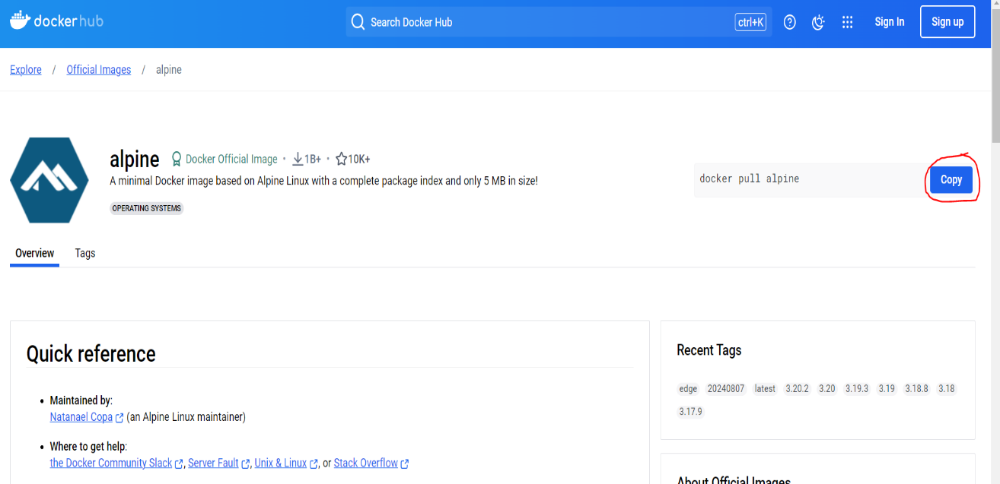 docker hub
Search Docker Hub
ctrl+K
Sign In
Sign up
Explore / Official Images / alpine
alpine
Docker Official Image · 1B+ · 10K+
A minimal Docker image based on Alpine Linux with a complete package index and only 5 MB in size!
OPERATING SYSTEMS
docker pull alpine
Copy
Overview
Tags
Quick reference
• Maintained by:
Natanael Copa (an Alpine Linux maintainer)
• Where to get help:
the Docker Community Slack, Server Fault, Unix & Linux, or Stack Overflow
Recent Tags
edge 20240807 latest 3.20.2 3.20 3.19.3 3.19 3.18.8 3.18
3.17.9
About Official Images